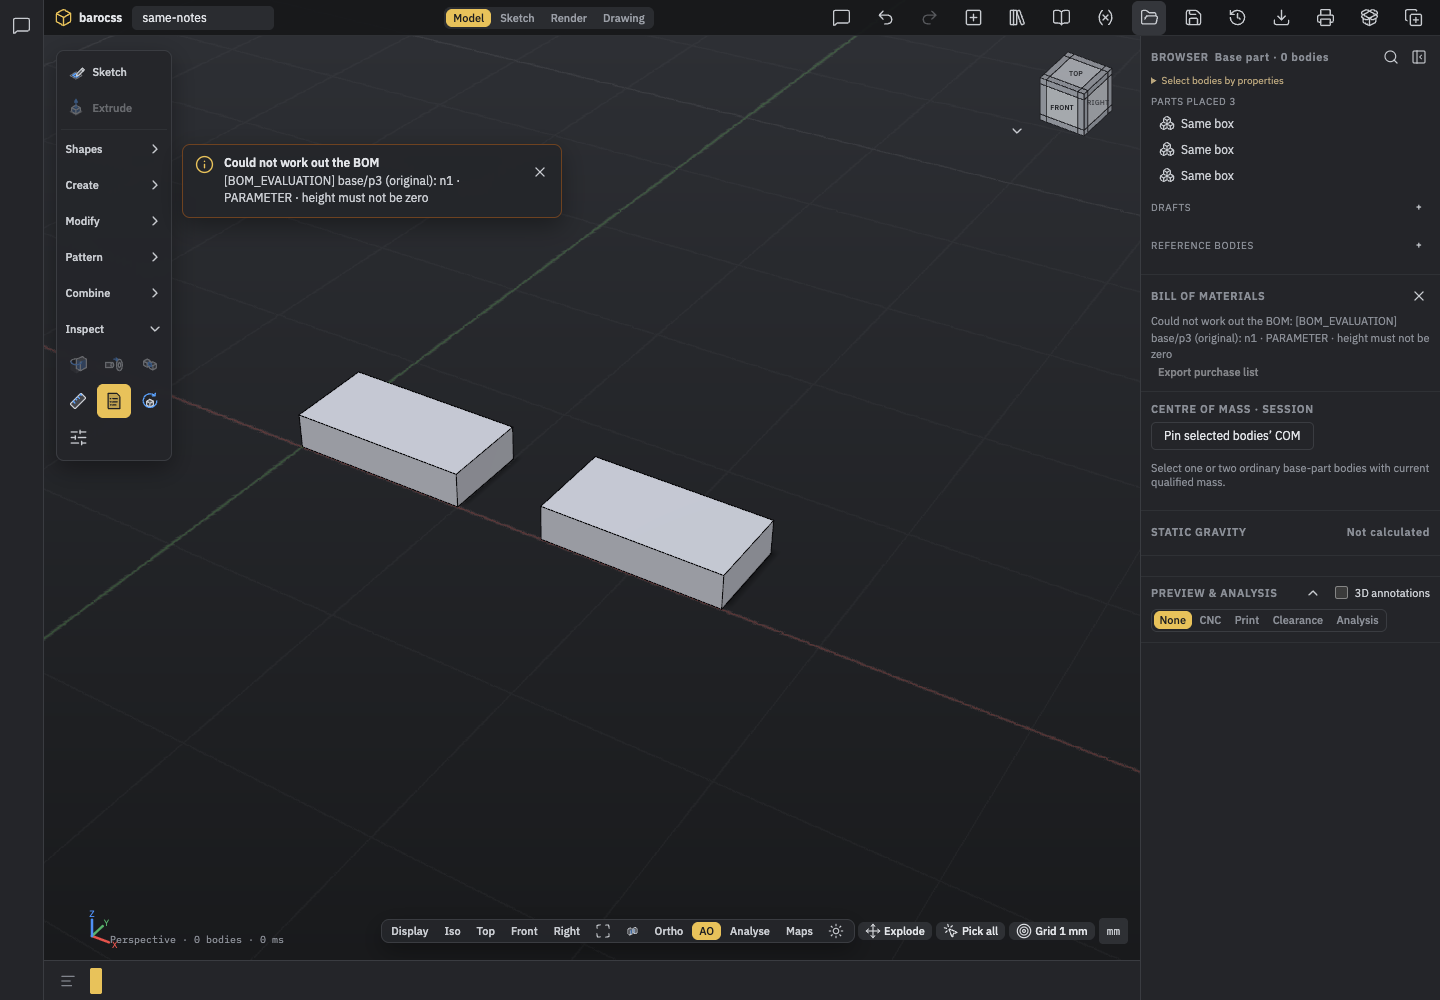 barocss
same-notes
Model
Sketch
Render
Drawing
Sketch
Extrude
Shapes
Create
Modify
Pattern
Combine
Inspect
Could not work out the BOM
[BOM_EVALUATION] base/p3 (original): n1 ·
PARAMETER · height must not be zero
TOP
FRONT
RIGHT
BROWSER Base part · 0 bodies
Select bodies by properties
PARTS PLACED 3
Same box
Same box
Same box
DRAFTS
+
REFERENCE BODIES
+
BILL OF MATERIALS
Could not work out the BOM: [BOM_EVALUATION]
base/p3 (original): n1 · PARAMETER · height must not be
zero
Export purchase list
CENTRE OF MASS · SESSION
Pin selected bodies’ COM
Select one or two ordinary base-part bodies with current
qualified mass.
STATIC GRAVITY
Not calculated
PREVIEW & ANALYSIS
3D annotations
None
CNC
Print
Clearance
Analysis
Z
Y
X
Perspective · 0 bodies · 0 ms
Display
Iso
Top
Front
Right
Ortho
AO
Analyse
Maps
Explode
Pick all
Grid 1 mm
mm